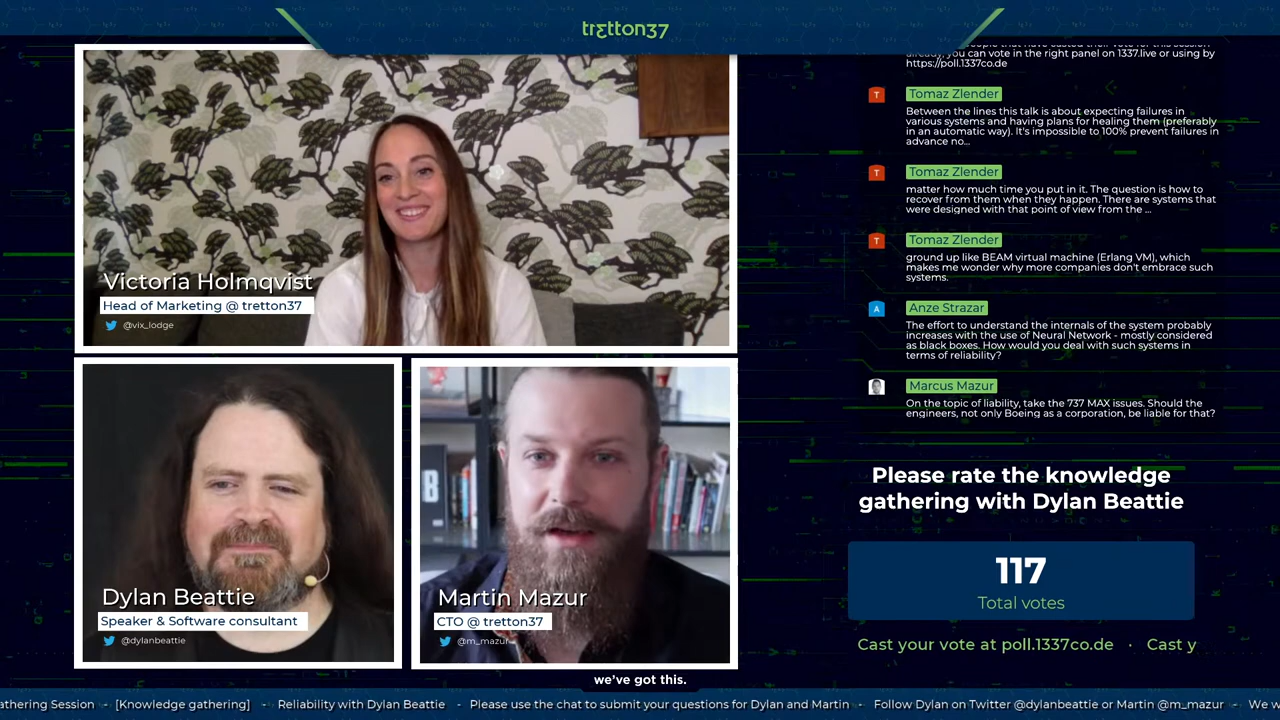 tretton37
already, you can vote in the right panel on 1337.live or using by
https://poll.1337co.de
T
Tomaz Zlender
Between the lines this talk is about expecting failures in
various systems and having plans for healing them (preferably
in an automatic way). It's impossible to 100% prevent failures in
advance no...
T
Tomaz Zlender
matter how much time you put in it. The question is how to
recover from them when they happen. There are systems that
were designed with that point of view from the ...
T
Tomaz Zlender
ground up like BEAM virtual machine (Erlang VM), which
makes me wonder why more companies don't embrace such
systems.
A
Anze Strazar
The effort to understand the internals of the system probably
increases with the use of Neural Network - mostly considered
as black boxes. How would you deal with such systems in
terms of reliability?
Marcus Mazur
On the topic of liability, take the 737 MAX issues. Should the
engineers, not only Boeing as a corporation, be liable for that?
Victoria Holmqvist
Head of Marketing @ tretton37
@vix_lodge
Dylan Beattie
Speaker & Software consultant
@dylanbeattie
B
Martin Mazur
CTO @ tretton37
@m_mazur
Please rate the knowledge
gathering with Dylan Beattie
117
Total votes
Cast your vote at poll.1337co.de · Cast y
we've got this.
athering Session - [Knowledge gathering] - Reliability with Dylan Beattie - Please use the chat to submit your questions for Dylan and Martin - Follow Dylan on Twitter @dylanbeattie or Martin @m_mazur - We w